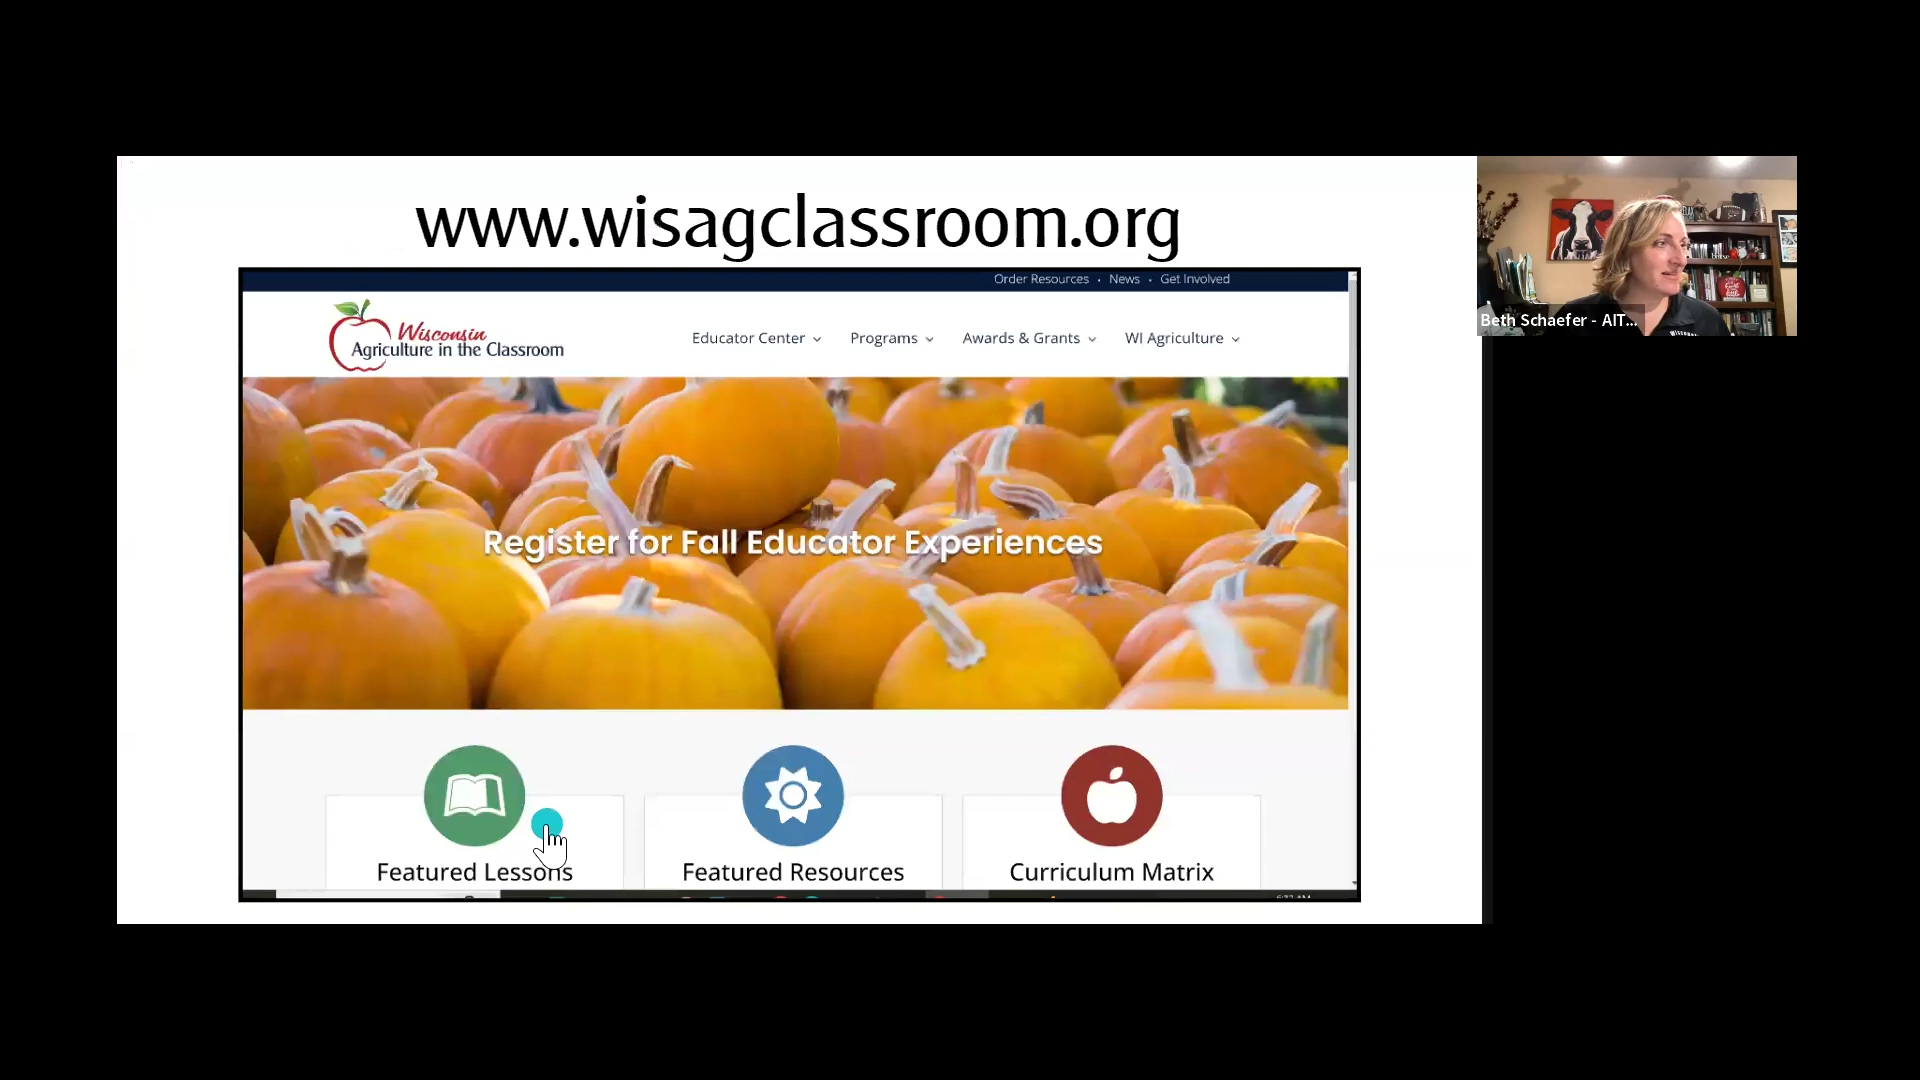 www.wisagclassroom.org
Order Resources • News • Get Involved
Wisconsin
Agriculture in the Classroom
Educator Center
Programs
Awards & Grants
WI Agriculture
Register for Fall Educator Experiences
Featured Lessons
Featured Resources
Curriculum Matrix
Beth Schaefer - AIT...